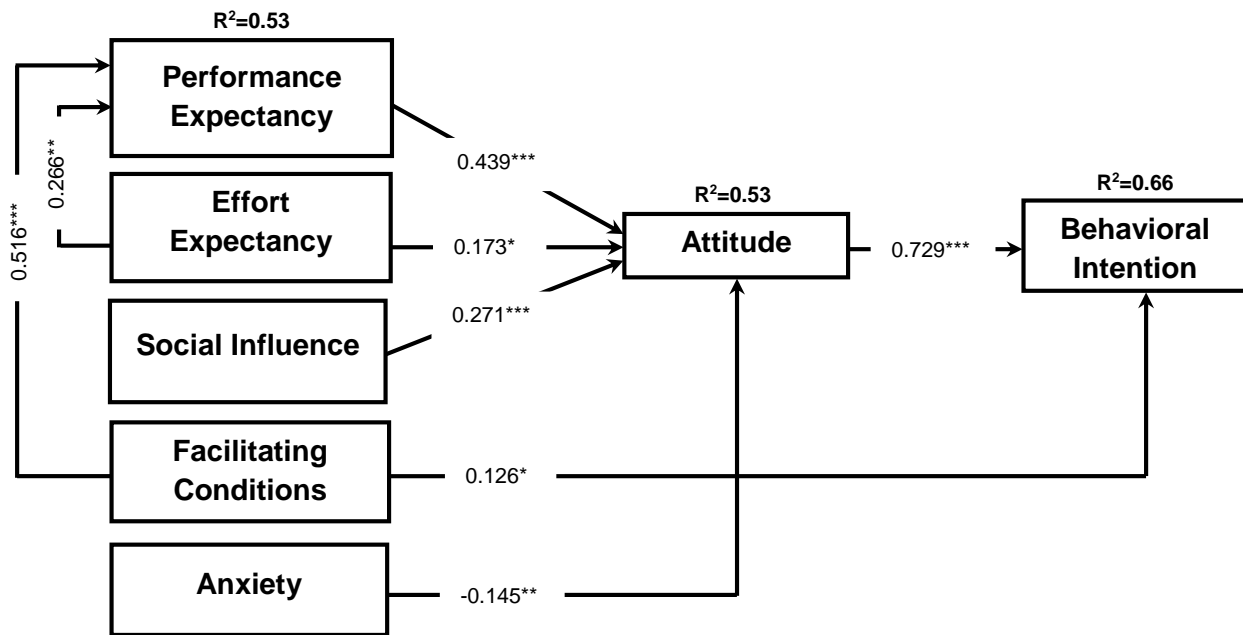 R²=0.53
Performance
Expectancy
0.439***
0.266**
0.516***
Effort
Expectancy
0.173*
R²=0.53
Attitude
0.729***
R²=0.66
Behavioral
Intention
Social Influence
0.271***
Facilitating
Conditions
0.126*
Anxiety
-0.145**